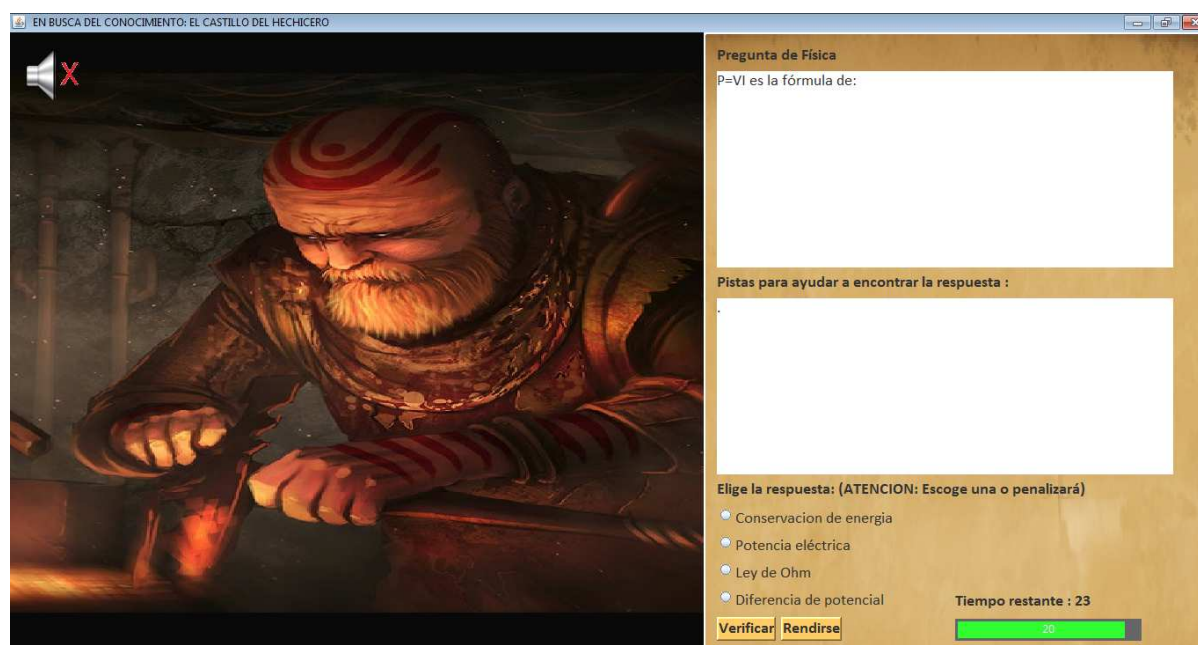 EN BUSCA DEL CONOCIMIENTO: EL CASTILLO DEL HECHICERO
X
Pregunta de Física
P=VI es la fórmula de:
Pistas para ayudar a encontrar la respuesta :
.
Elige la respuesta: (ATENCION: Escoge una o penalizará)
Conservacion de energia
Potencia eléctrica
Ley de Ohm
Diferencia de potencial
Tiempo restante : 23
Verificar Rendirse
20